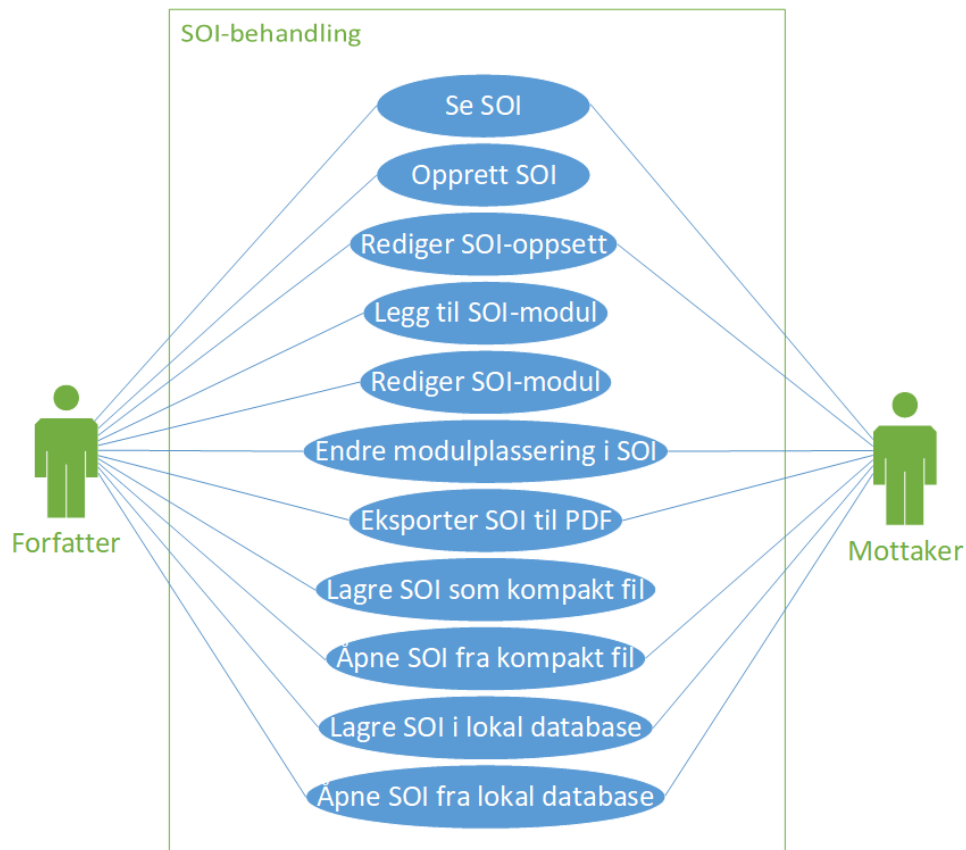 SOI-behandling
Se SOI
Opprett SOI
Rediger SOI-oppsett
Legg til SOI-modul
Rediger SOI-modul
Endre modulplassering i SOI
Eksporter SOI til PDF
Forfatter
Mottaker
Lagre SOI som kompakt fil
Åpne SOI fra kompakt fil
Lagre SOI i lokal database
Åpne SOI fra lokal database